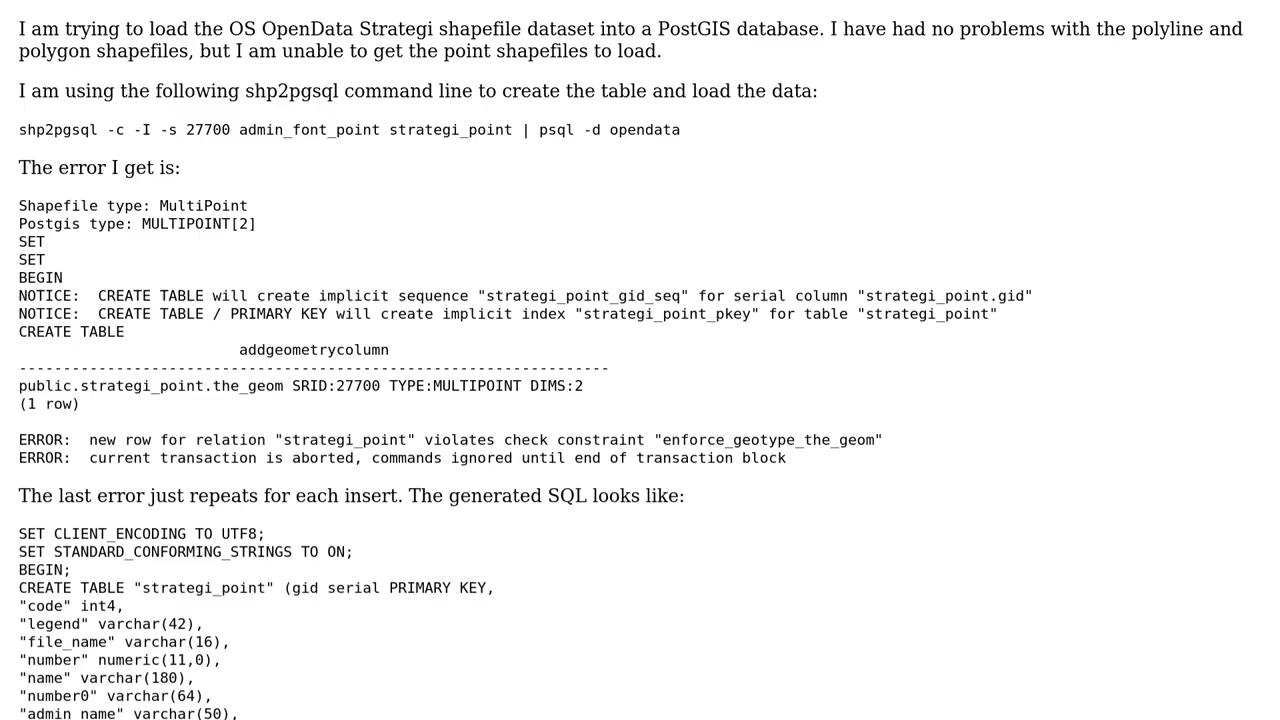 I am trying to load the OS OpenData Strategi shapefile dataset into a PostGIS database. I have had no problems with the polyline and
polygon shapefiles, but I am unable to get the point shapefiles to load.
I am using the following shp2pgsql command line to create the table and load the data:
shp2pgsql -c -I -s 27700 admin_font_point strategi_point | psql -d opendata
The error I get is:
Shapefile type: MultiPoint
Postgis type: MULTIPOINT[2]
SET
SET
BEGIN
NOTICE:  CREATE TABLE will create implicit sequence "strategi_point_gid_seq" for serial column "strategi_point.gid"
NOTICE:  CREATE TABLE / PRIMARY KEY will create implicit index "strategi_point_pkey" for table "strategi_point"
CREATE TABLE
addgeometrycolumn
-------------------------------------------------------------------
public.strategi_point.the_geom SRID:27700 TYPE:MULTIPOINT DIMS:2
(1 row)
ERROR:  new row for relation "strategi_point" violates check constraint "enforce_geotype_the_geom"
ERROR:  current transaction is aborted, commands ignored until end of transaction block
The last error just repeats for each insert. The generated SQL looks like:
SET CLIENT_ENCODING TO UTF8;
SET STANDARD_CONFORMING_STRINGS TO ON;
BEGIN;
CREATE TABLE "strategi_point" (gid serial PRIMARY KEY,
"code" int4,
"legend" varchar(42),
"file_name" varchar(16),
"number" numeric(11,0),
"name" varchar(180),
"number0" varchar(64),
"admin_name" varchar(50),